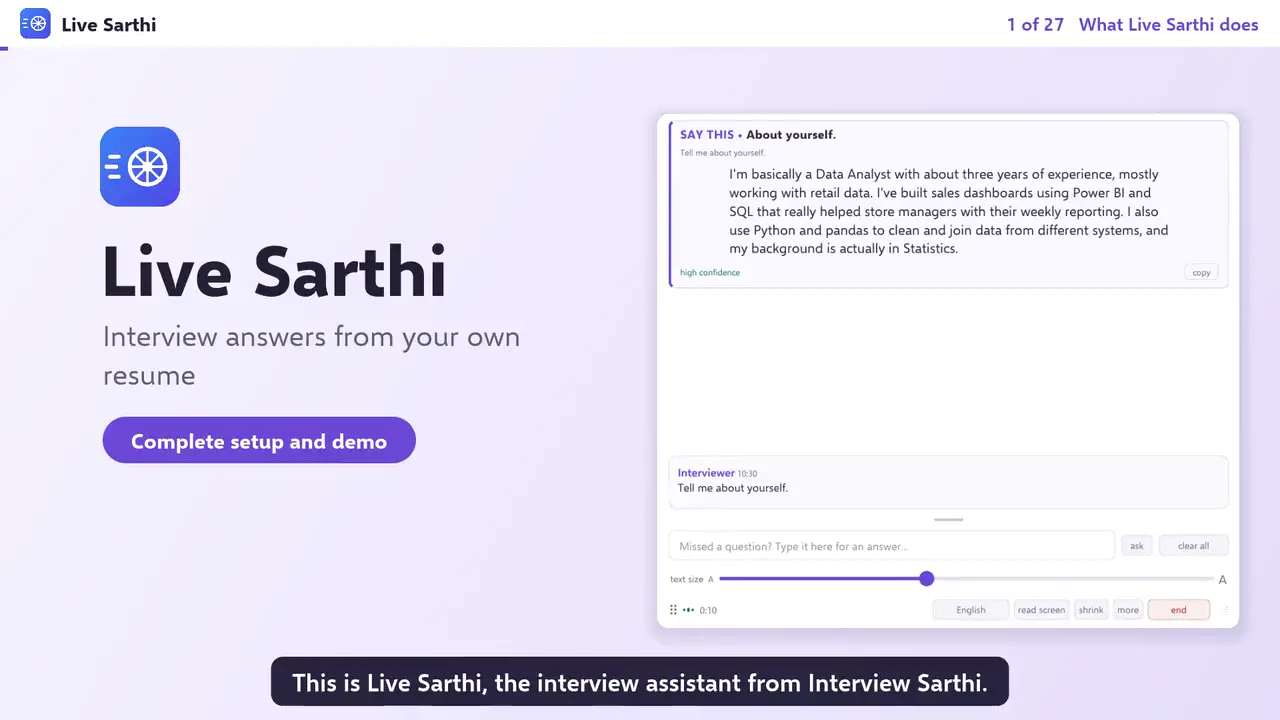 Live Sarthi
1 of 27 What Live Sarthi does
Live Sarthi
Interview answers from your own
resume
Complete setup and demo
SAY THIS • About yourself.
Tell me about yourself.
I'm basically a Data Analyst with about three years of experience, mostly
working with retail data. I've built sales dashboards using Power BI and
SQL that really helped store managers with their weekly reporting. I also
use Python and pandas to clean and join data from different systems, and
my background is actually in Statistics.
high confidence
copy
Interviewer 10:30
Tell me about yourself.
Missed a question? Type it here for an answer...
ask
clear all
text size A
A
0:10
English
read screen
shrink
more
end
This is Live Sarthi, the interview assistant from Interview Sarthi.